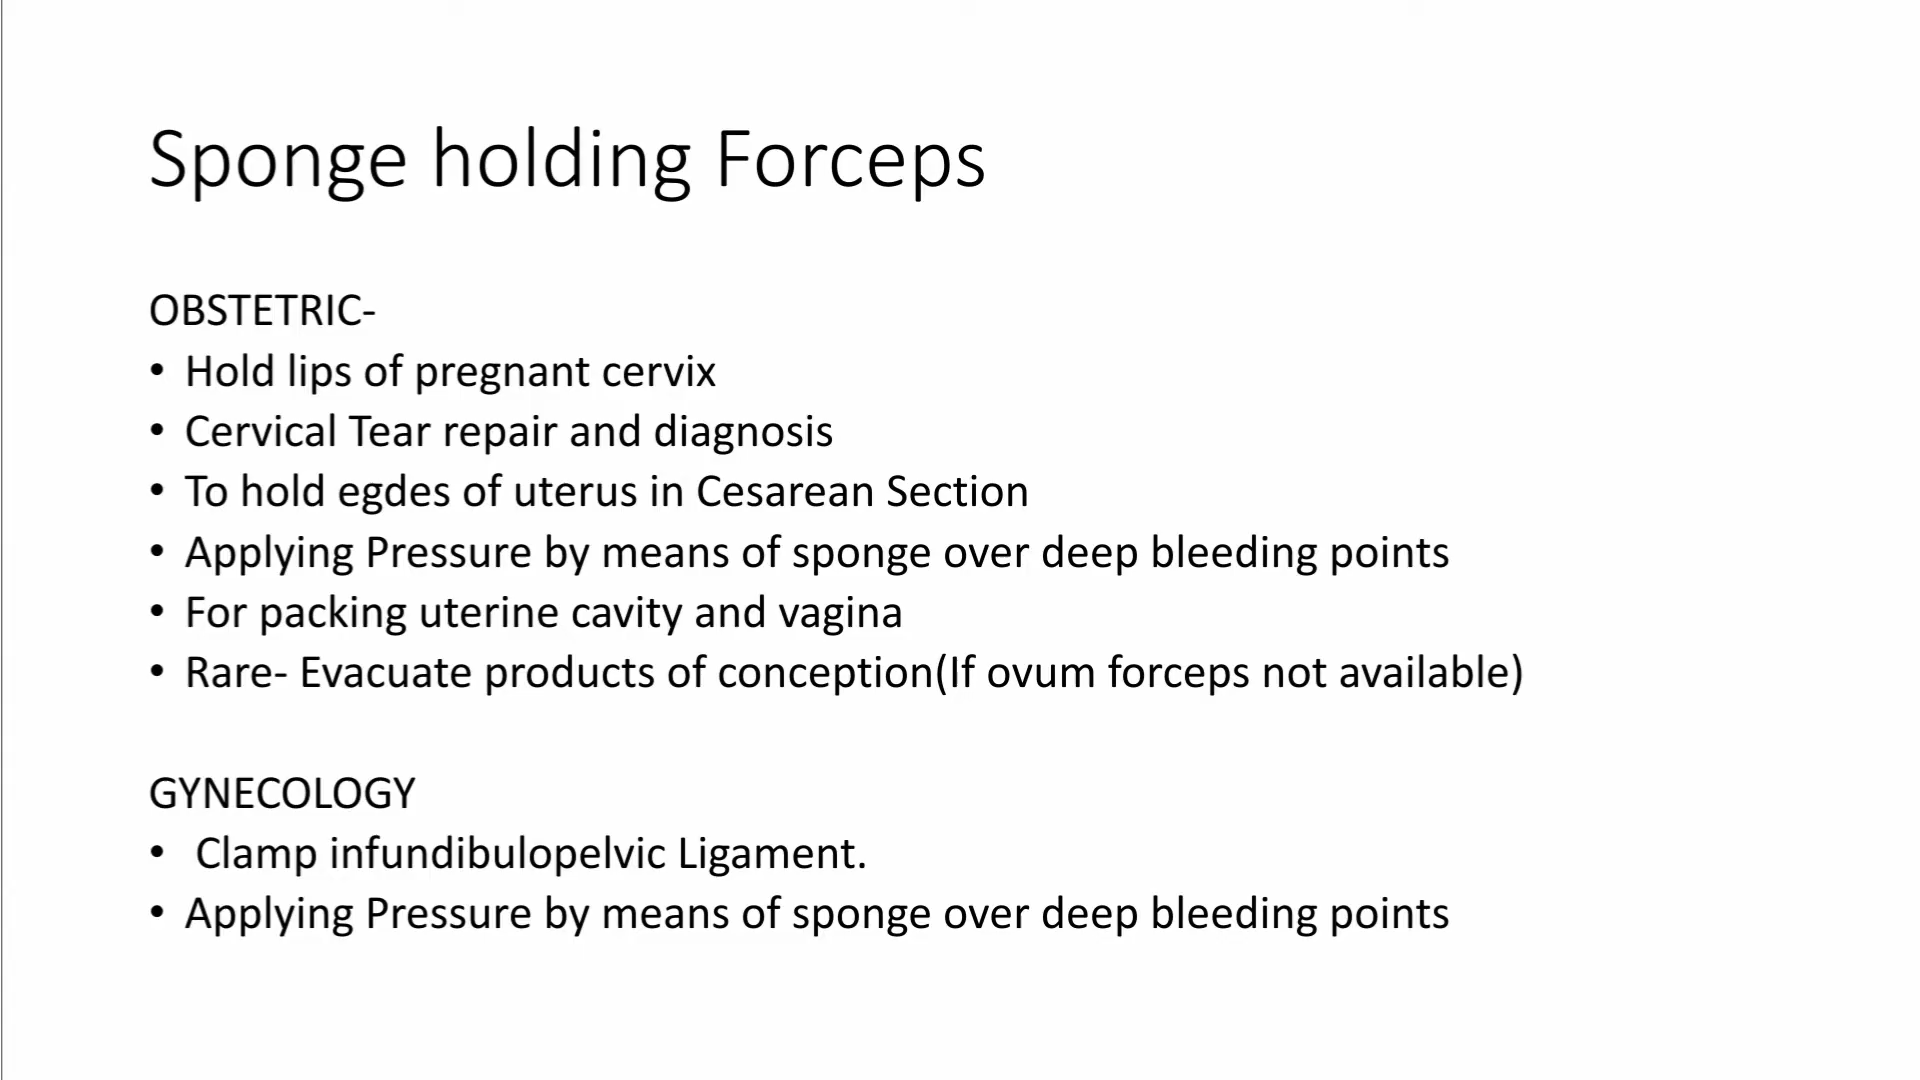 Sponge holding Forceps
OBSTETRIC-
• Hold lips of pregnant cervix
• Cervical Tear repair and diagnosis
• To hold egdes of uterus in Cesarean Section
• Applying Pressure by means of sponge over deep bleeding points
• For packing uterine cavity and vagina
• Rare- Evacuate products of conception(If ovum forceps not available)
GYNECOLOGY
• Clamp infundibulopelvic Ligament.
• Applying Pressure by means of sponge over deep bleeding points